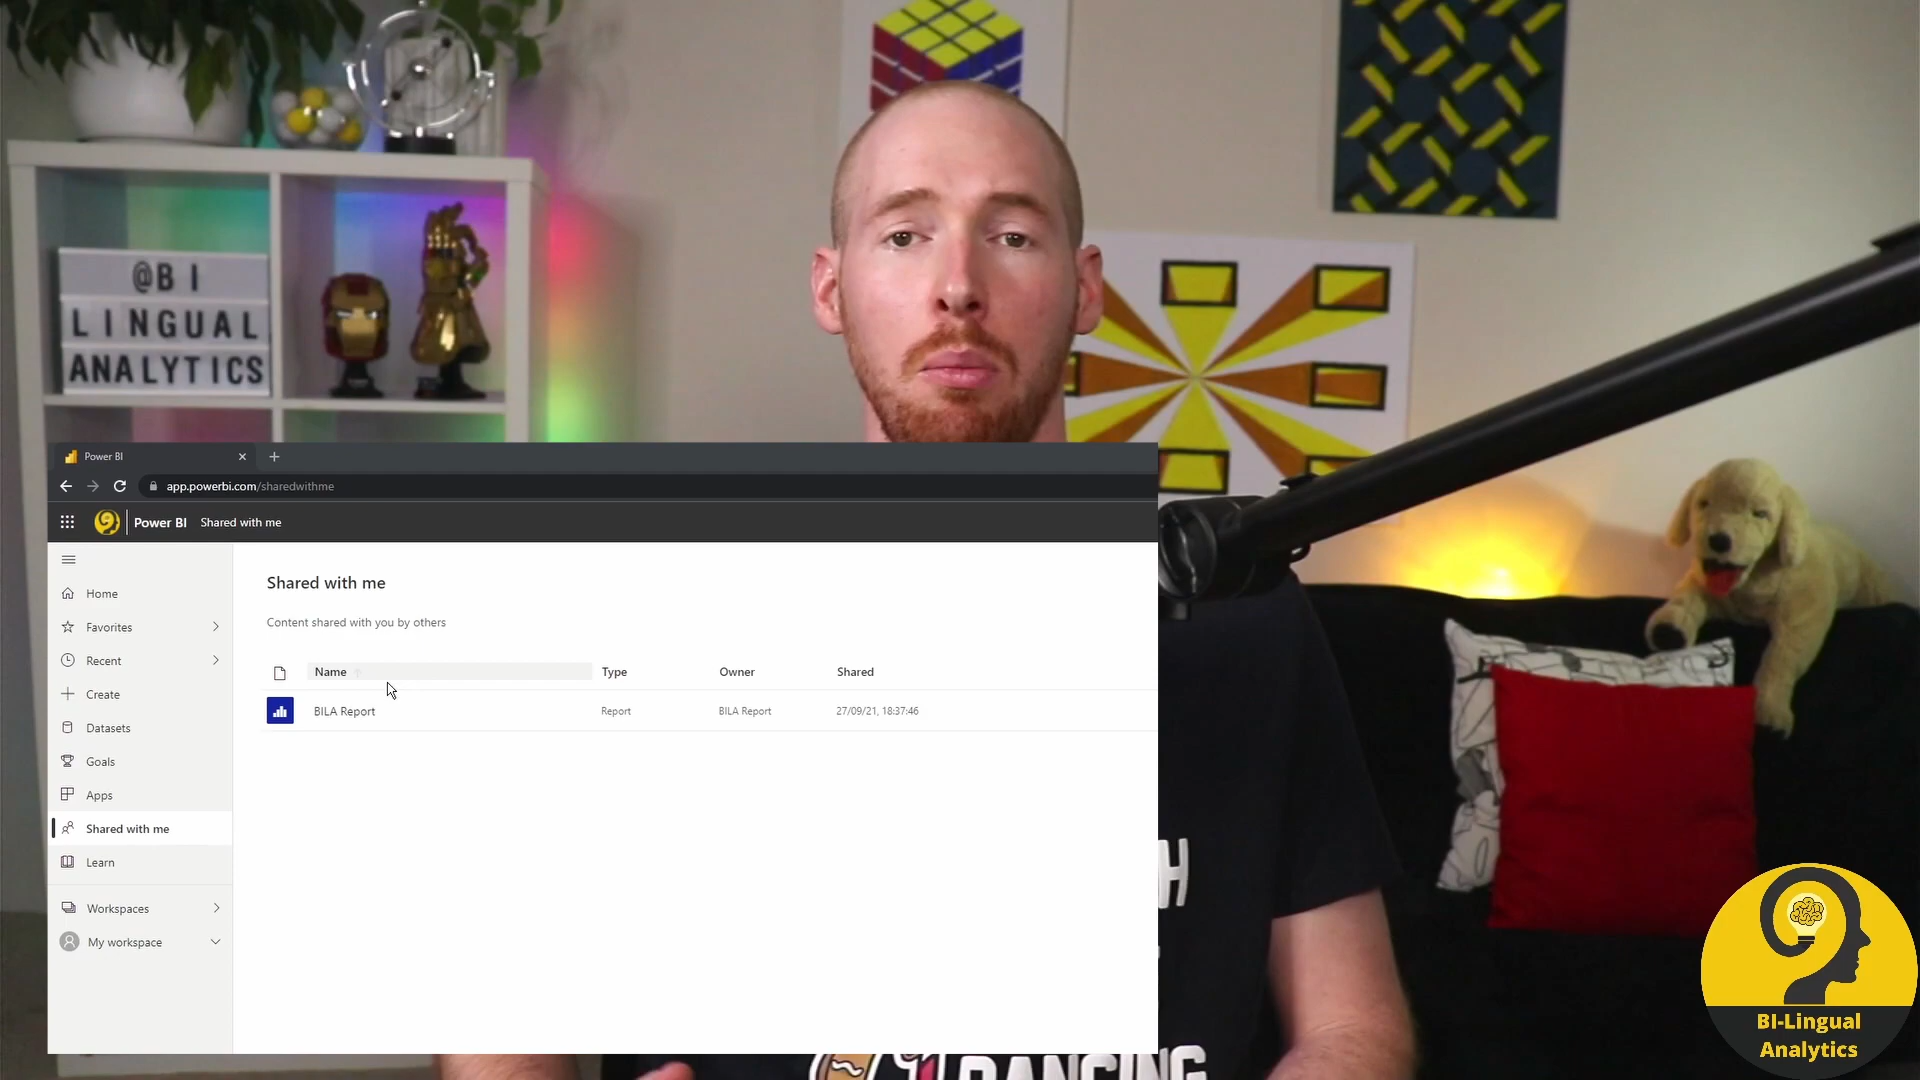 @BI
LINGUAL
ANALYTICS
Power BI
app.powerbi.com/sharedwithme
Power BI Shared with me
Home
Favorites
Recent
Create
Datasets
Goals
Apps
Shared with me
Learn
Workspaces
My workspace
Shared with me
Content shared with you by others
Name Type Owner Shared
BILA Report Report BILA Report 27/09/21, 18:37:46
DANCING
BI-Lingual
Analytics